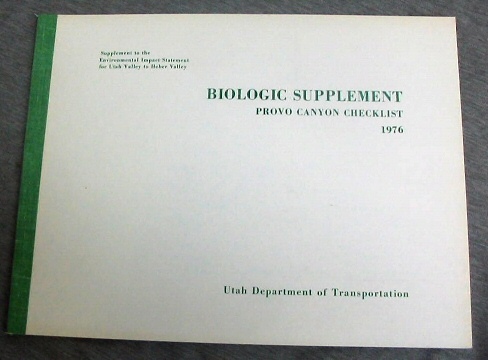 Supplement to the
Environmental Impact Statement
for Utah Valley to Heber Valley
BIOLOGIC SUPPLEMENT
PROVO CANYON CHECKLIST
1976
Utah Department of Transportation